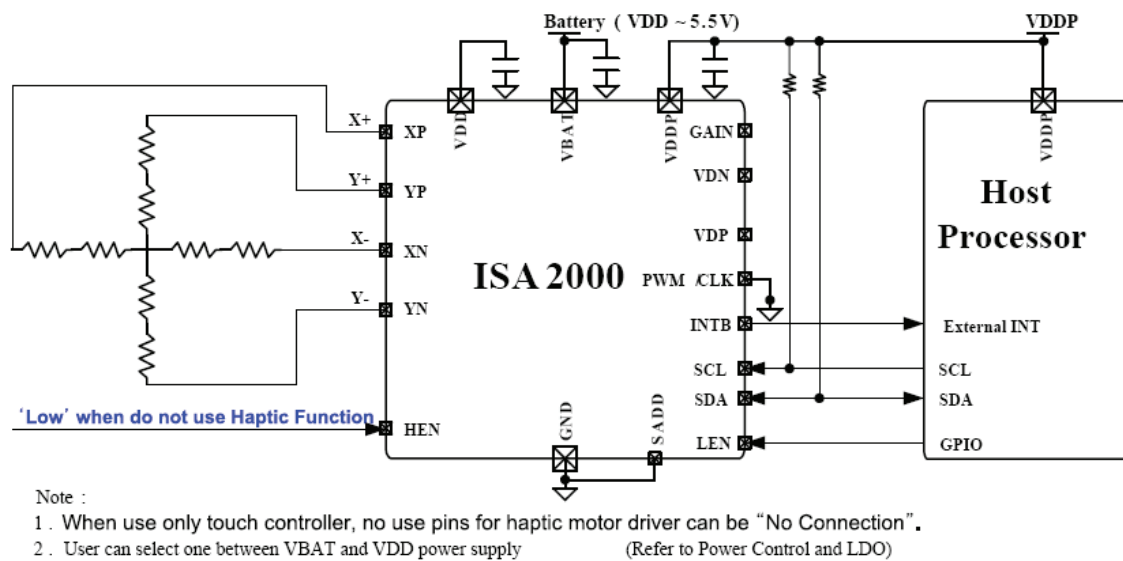 Battery ( VDD ~ 5.5V)
VDDP
X+
XP
VDD
VBAT
VDDP
GAIN
VDDP
Y+
YP
VDN
Host
Processor
X-
XN
VDP
ISA 2000
PWM /CLK
Y-
YN
INTB
External INT
SCL
SCL
SDA
SDA
'Low' when do not use Haptic Function
HEN
GND
SADD
LEN
GPIO
Note :
1 . When use only touch controller, no use pins for haptic motor driver can be “No Connection”.
2 . User can select one between VBAT and VDD power supply (Refer to Power Control and LDO)